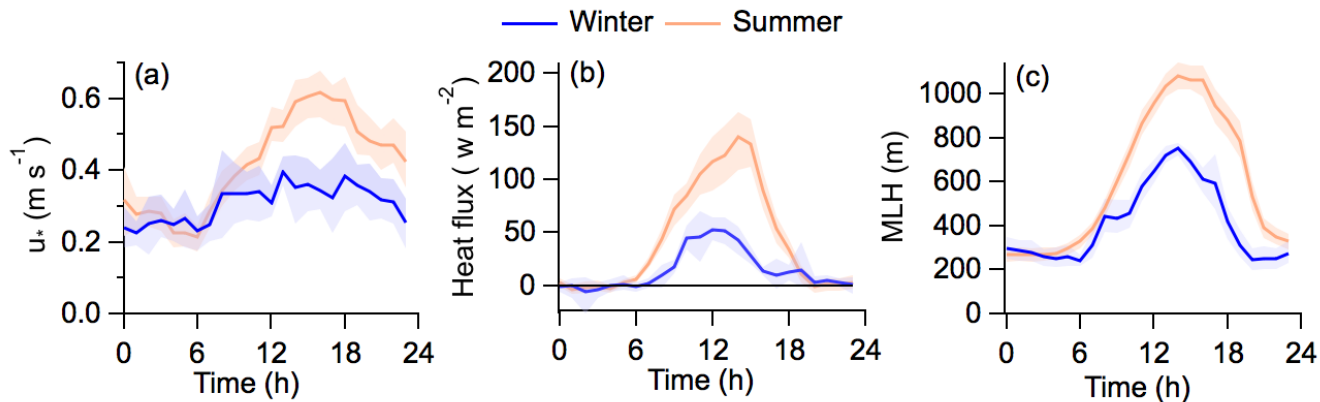 Winter Summer
(a)
u* (m s-1)
0.6
0.4
0.2
0.0
0 6 12 18 24
Time (h)
(b)
Heat flux ( w m-2)
200
150
100
50
0
0 6 12 18 24
Time (h)
(c)
MLH (m)
1000
800
600
400
200
0
0 6 12 18 24
Time (h)